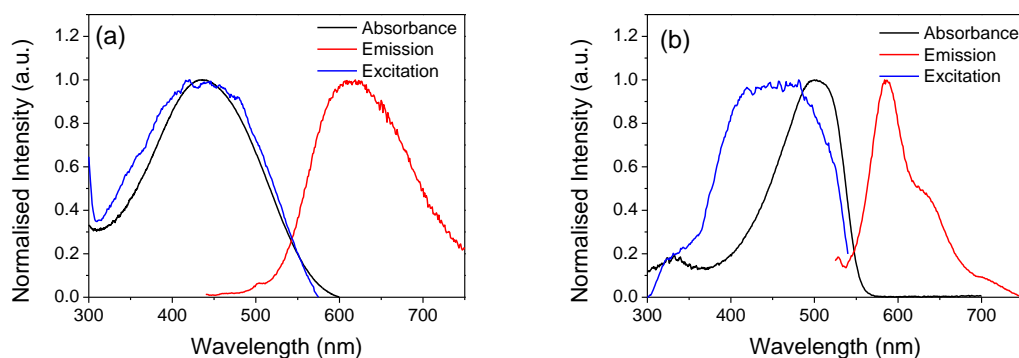 (a)
Absorbance
Emission
Excitation
1.2
1.0
0.8
0.6
0.4
0.2
0.0
Normalised Intensity (a.u.)
300 400 500 600 700
Wavelength (nm)
(b)
Absorbance
Emission
Excitation
1.2
1.0
0.8
0.6
0.4
0.2
0.0
Normalised Intensity (a.u.)
300 400 500 600 700
Wavelength (nm)